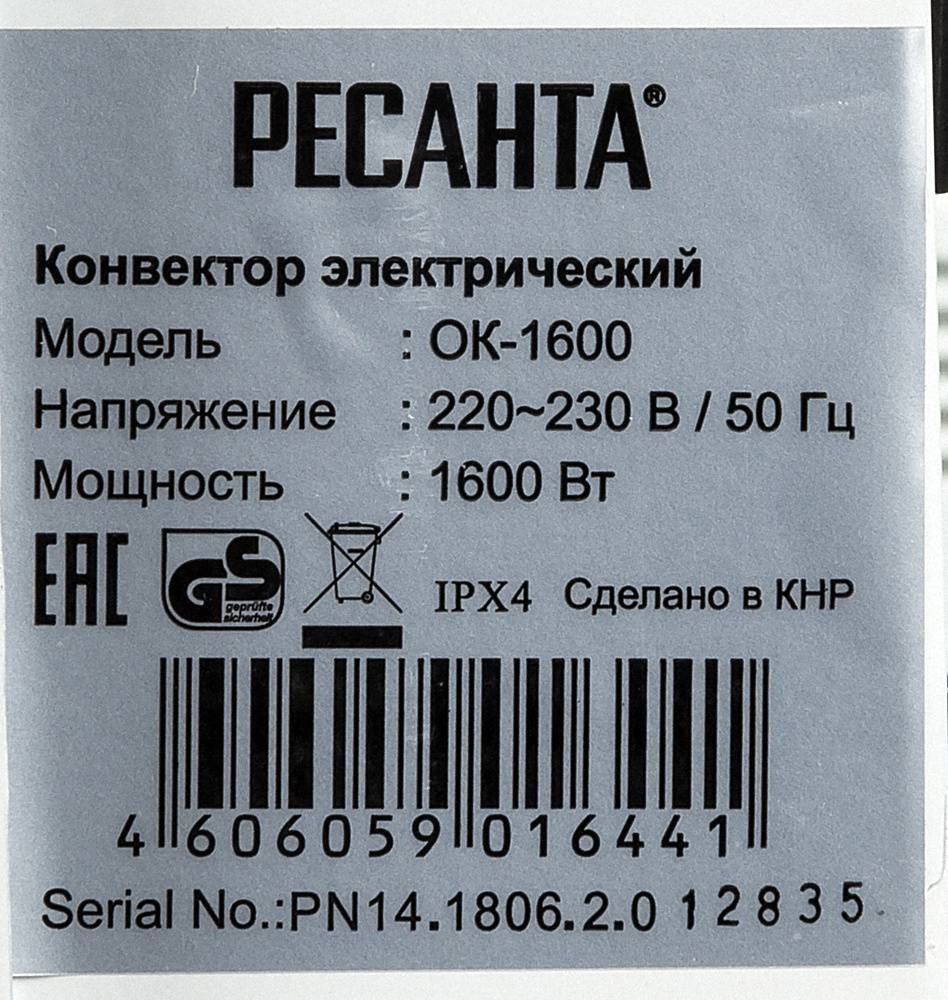 РЕСАНТА®
Конвектор электрический
Модель : ОК-1600
Напряжение : 220~230 В / 50 Гц
Мощность : 1600 Вт
EAC GS geprüfte sicherheit IPX4 Сделано в КНР
4 606059 016441
Serial No.:PN14.1806.2.0 12835